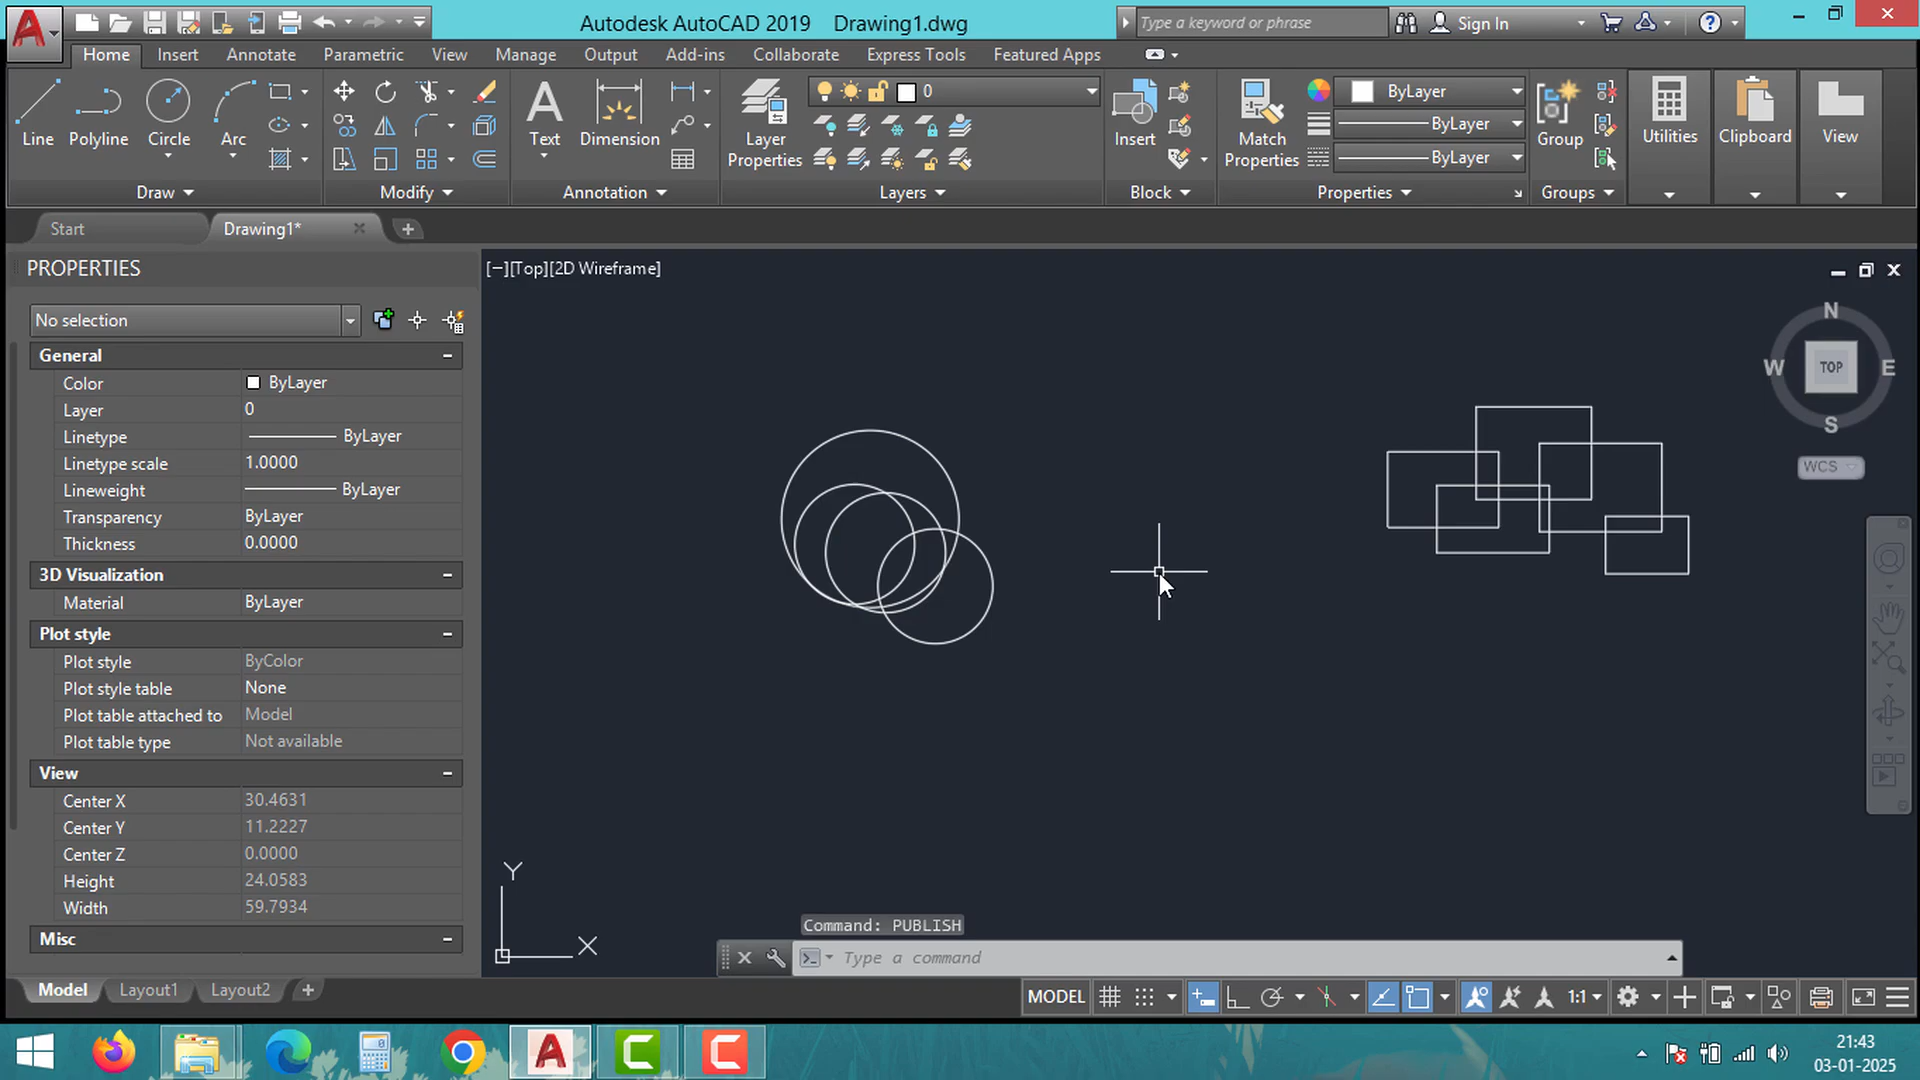 Autodesk AutoCAD 2019 Drawing1.dwg
Type a keyword or phrase
Sign In
Home Insert Annotate Parametric View Manage Output Add-ins Collaborate Express Tools Featured Apps
Line Polyline Circle Arc
Text Dimension
Layer Properties
0
Insert
Match Properties
ByLayer
ByLayer
ByLayer
Group
Utilities
Clipboard
View
Draw Modify Annotation Layers Block Properties Groups
Start Drawing1*
PROPERTIES
[−][Top][2D Wireframe]
No selection
General
Color ByLayer
Layer 0
Linetype ByLayer
Linetype scale 1.0000
Lineweight ByLayer
Transparency ByLayer
Thickness 0.0000
3D Visualization
Material ByLayer
Plot style
Plot style ByColor
Plot style table None
Plot table attached to Model
Plot table type Not available
View
Center X 30.4631
Center Y 11.2227
Center Z 0.0000
Height 24.0583
Width 59.7934
Misc
N
W TOP E
S
WCS
Y
X
Command: PUBLISH
Type a command
Model Layout1 Layout2
MODEL 1:1
21:43
03-01-2025